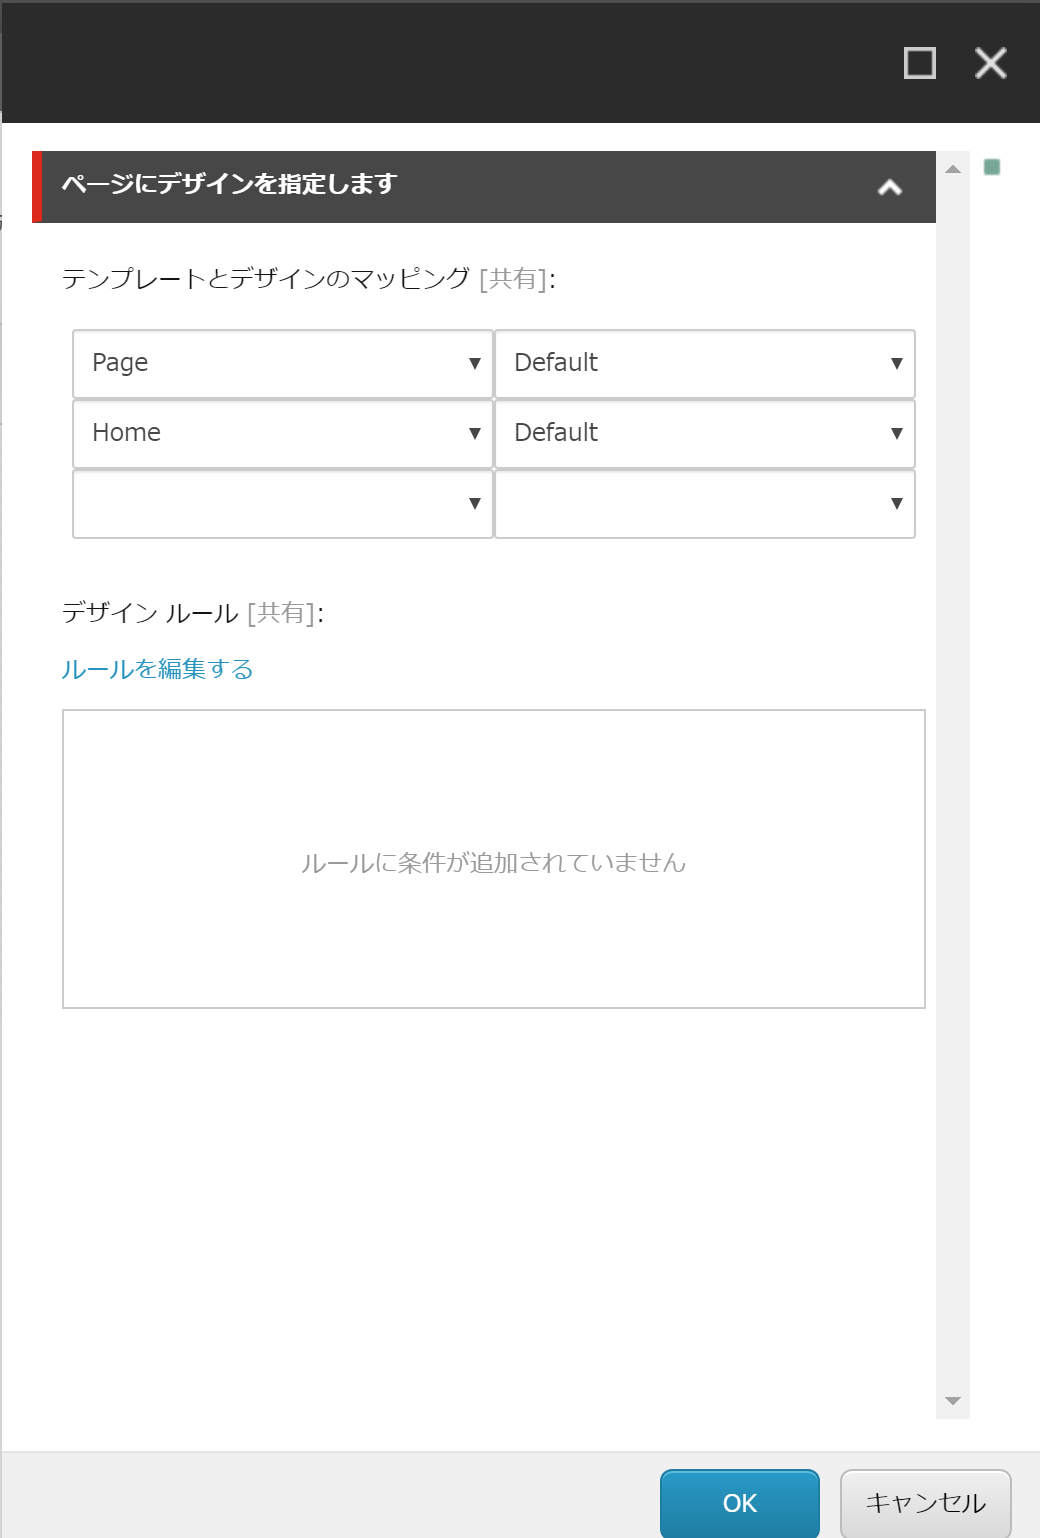 ページにデザインを指定します
テンプレートとデザインのマッピング [共有]:
Page Default
Home Default
デザイン ルール [共有]:
ルールを編集する
ルールに条件が追加されていません
OK キャンセル